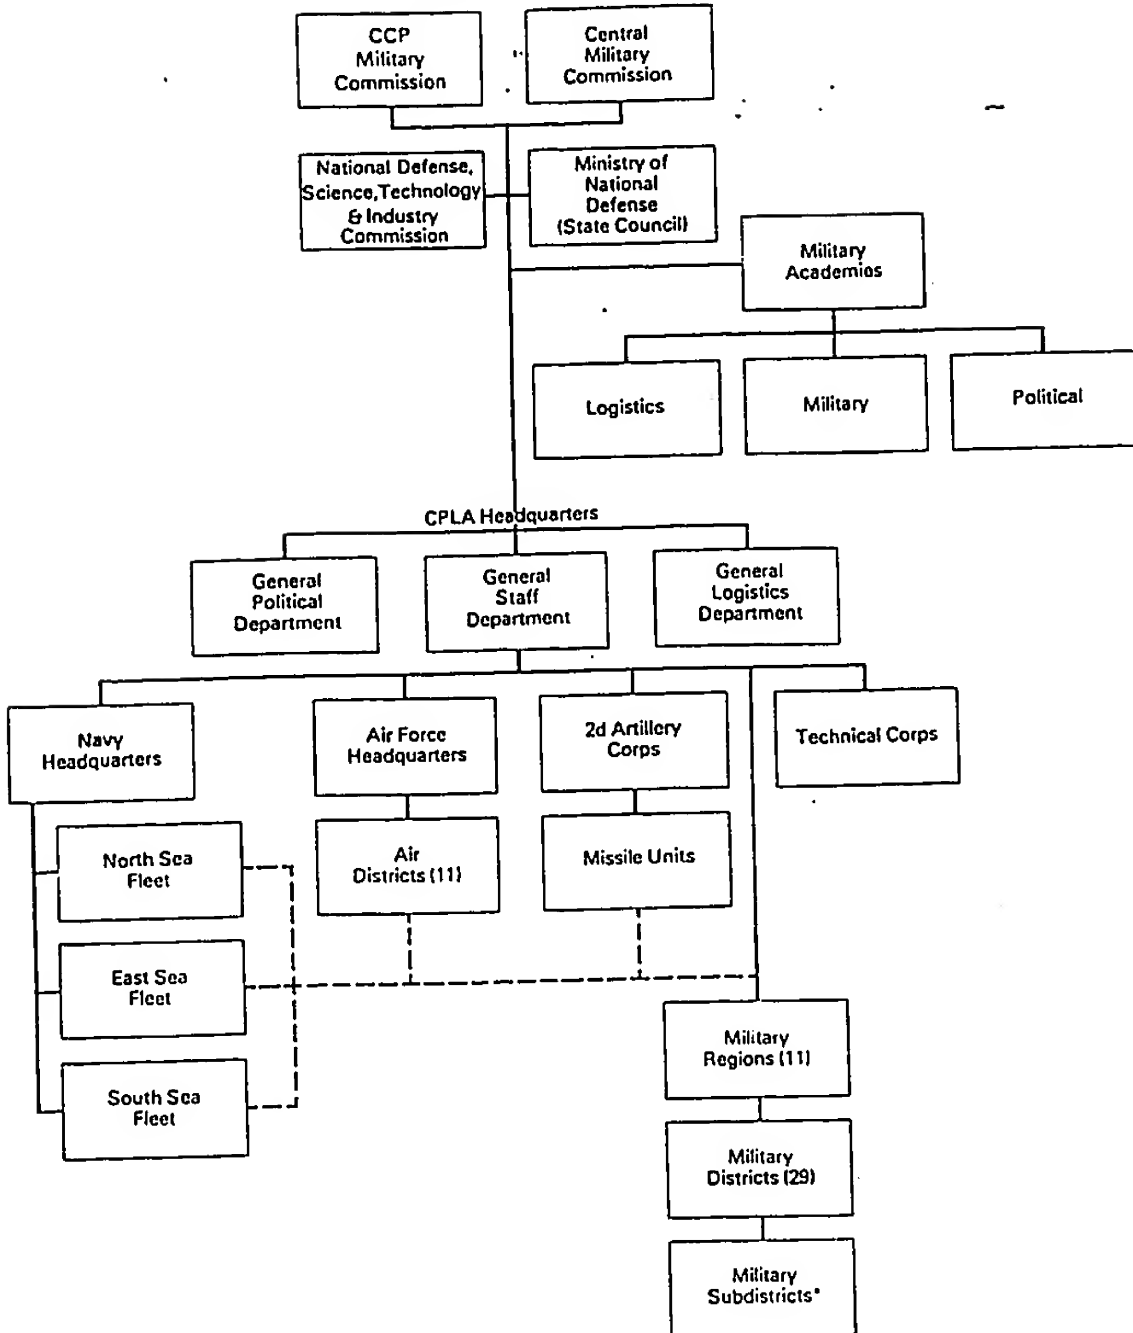 CCP
Military
Commission
Central
Military
Commission
National Defense,
Science, Technology
& Industry
Commission
Ministry of
National
Defense
(State Council)
Military
Academies
Logistics
Military
Political
CPLA Headquarters
General
Political
Department
General
Staff
Department
General
Logistics
Department
Navy
Headquarters
Air Force
Headquarters
2d Artillery
Corps
Technical Corps
North Sea
Fleet
Air
Districts (11)
Missile Units
East Sea
Fleet
South Sea
Fleet
Military
Regions (11)
Military
Districts (29)
Military
Subdistricts*